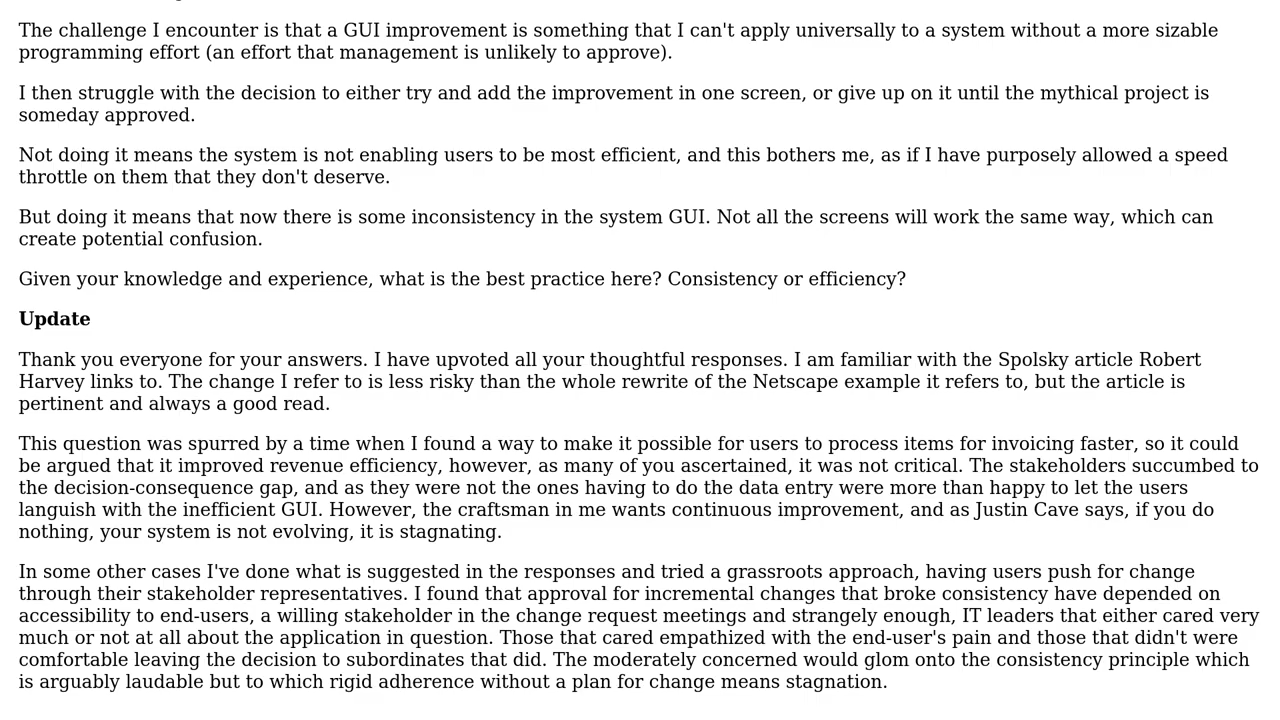 The challenge I encounter is that a GUI improvement is something that I can't apply universally to a system without a more sizable
programming effort (an effort that management is unlikely to approve).
I then struggle with the decision to either try and add the improvement in one screen, or give up on it until the mythical project is
someday approved.
Not doing it means the system is not enabling users to be most efficient, and this bothers me, as if I have purposely allowed a speed
throttle on them that they don't deserve.
But doing it means that now there is some inconsistency in the system GUI. Not all the screens will work the same way, which can
create potential confusion.
Given your knowledge and experience, what is the best practice here? Consistency or efficiency?
Update
Thank you everyone for your answers. I have upvoted all your thoughtful responses. I am familiar with the Spolsky article Robert
Harvey links to. The change I refer to is less risky than the whole rewrite of the Netscape example it refers to, but the article is
pertinent and always a good read.
This question was spurred by a time when I found a way to make it possible for users to process items for invoicing faster, so it could
be argued that it improved revenue efficiency, however, as many of you ascertained, it was not critical. The stakeholders succumbed to
the decision-consequence gap, and as they were not the ones having to do the data entry were more than happy to let the users
languish with the inefficient GUI. However, the craftsman in me wants continuous improvement, and as Justin Cave says, if you do
nothing, your system is not evolving, it is stagnating.
In some other cases I've done what is suggested in the responses and tried a grassroots approach, having users push for change
through their stakeholder representatives. I found that approval for incremental changes that broke consistency have depended on
accessibility to end-users, a willing stakeholder in the change request meetings and strangely enough, IT leaders that either cared very
much or not at all about the application in question. Those that cared empathized with the end-user's pain and those that didn't were
comfortable leaving the decision to subordinates that did. The moderately concerned would glom onto the consistency principle which
is arguably laudable but to which rigid adherence without a plan for change means stagnation.